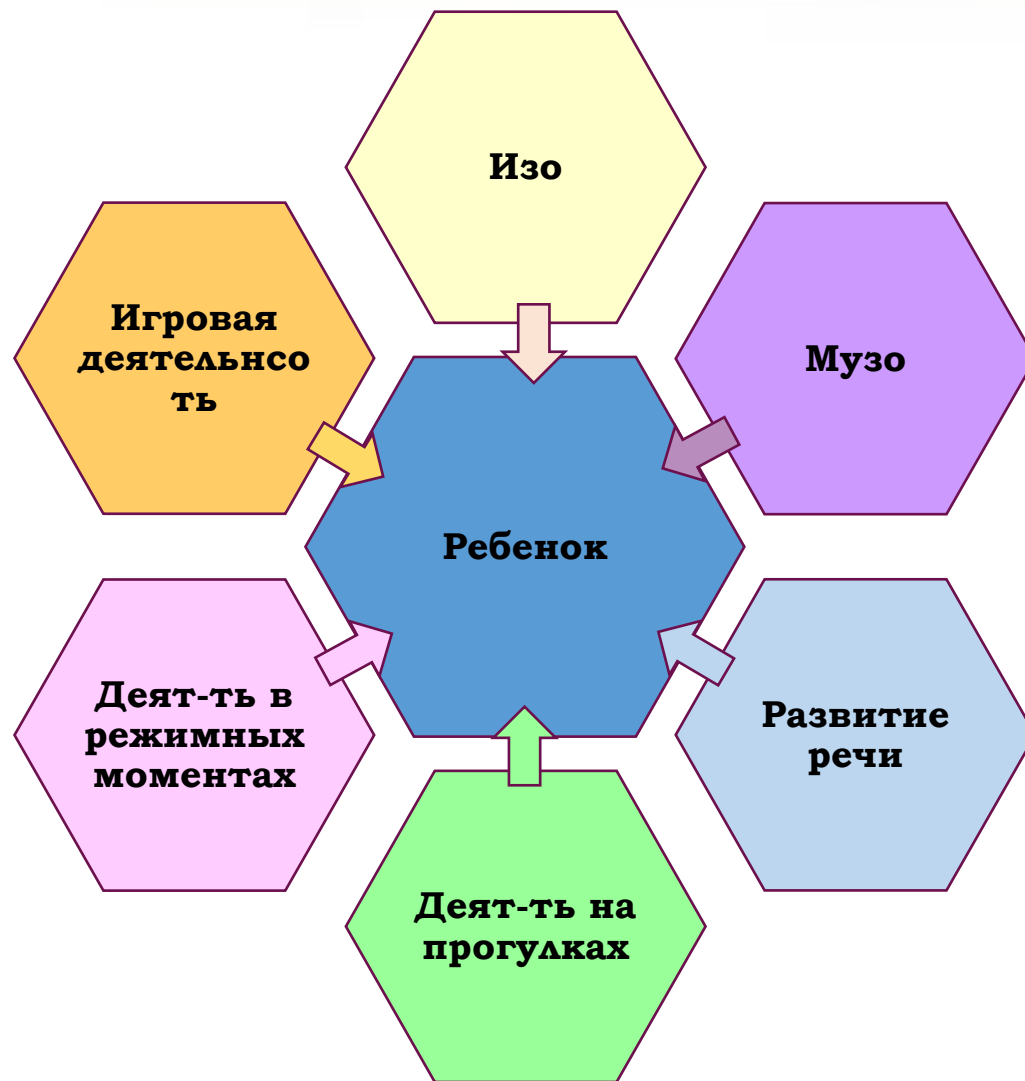 Изо
Игровая
деятельнсо
ть
Музо
Ребенок
Деят-ть в
режимных
моментах
Развитие
речи
Деят-ть на
прогулках